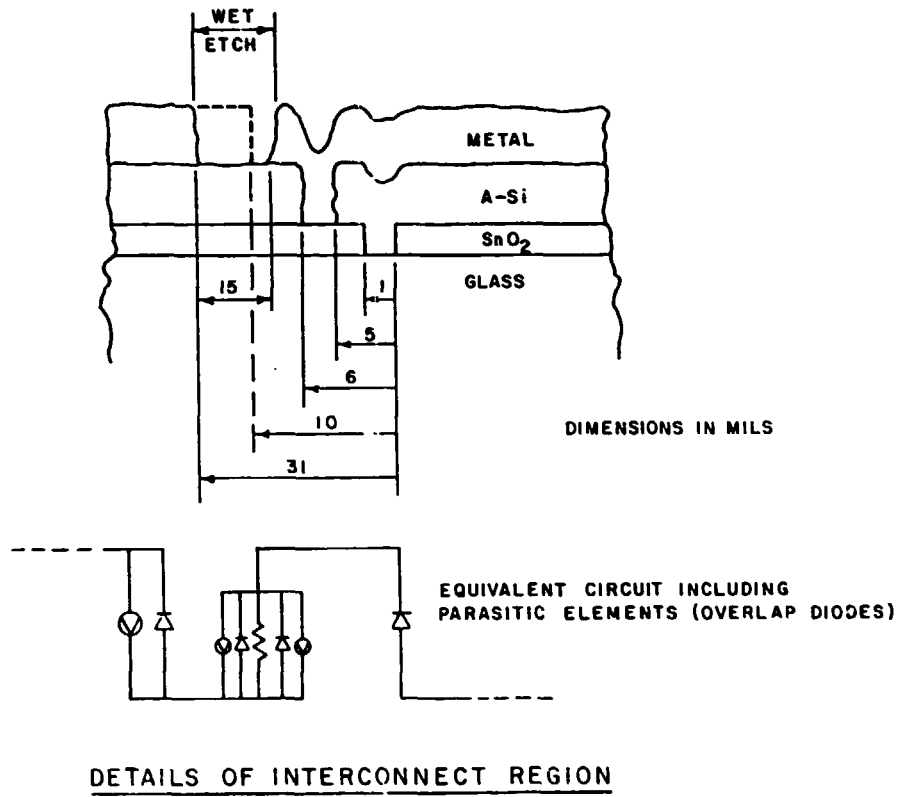 WET
ETCH
METAL
A-Si
SnO2
GLASS
1
15
5
6
10
DIMENSIONS IN MILS
31
EQUIVALENT CIRCUIT INCLUDING
PARASITIC ELEMENTS (OVERLAP DIODES)
DETAILS OF INTERCONNECT REGION